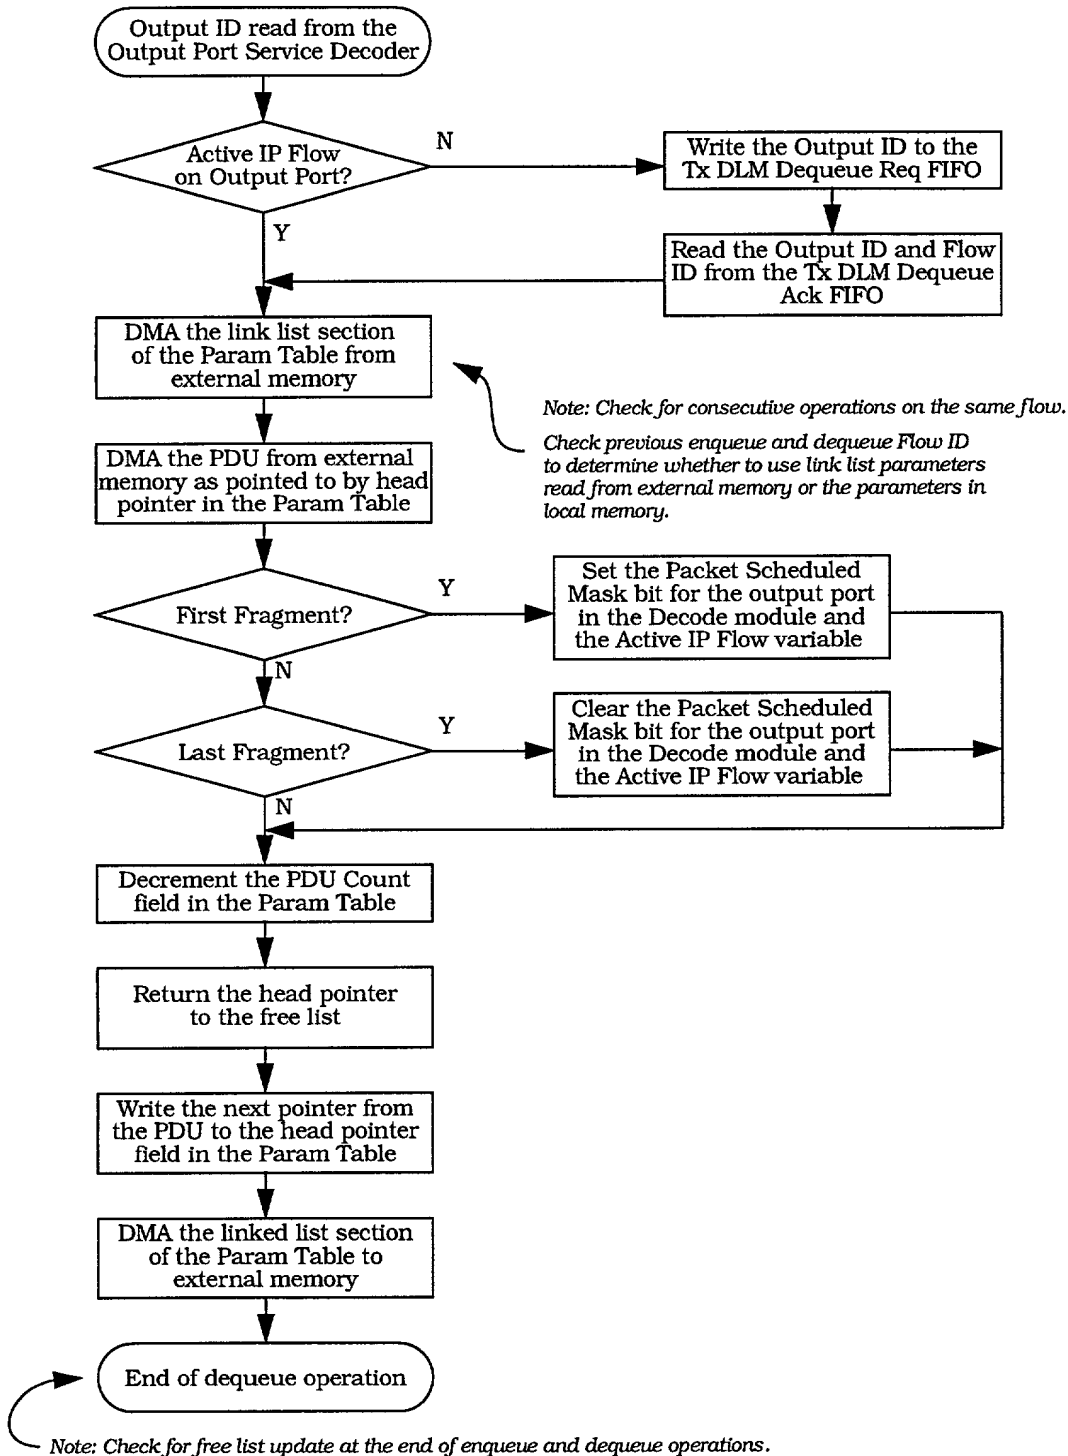 Output ID read from the
Output Port Service Decoder
Active IP Flow
on Output Port?
N
Write the Output ID to the
Tx DLM Dequeue Req FIFO
Y
Read the Output ID and Flow
ID from the Tx DLM Dequeue
Ack FIFO
DMA the link list section
of the Param Table from
external memory
Note: Check for consecutive operations on the same flow.
Check previous enqueue and dequeue Flow ID
to determine whether to use link list parameters
read from external memory or the parameters in
local memory.
DMA the PDU from external
memory as pointed to by head
pointer in the Param Table
First Fragment?
Y
Set the Packet Scheduled
Mask bit for the output port
in the Decode module and
the Active IP Flow variable
N
Last Fragment?
Y
Clear the Packet Scheduled
Mask bit for the output port
in the Decode module and
the Active IP Flow variable
N
Decrement the PDU Count
field in the Param Table
Return the head pointer
to the free list
Write the next pointer from
the PDU to the head pointer
field in the Param Table
DMA the linked list section
of the Param Table to
external memory
End of dequeue operation
Note: Check for free list update at the end of enqueue and dequeue operations.